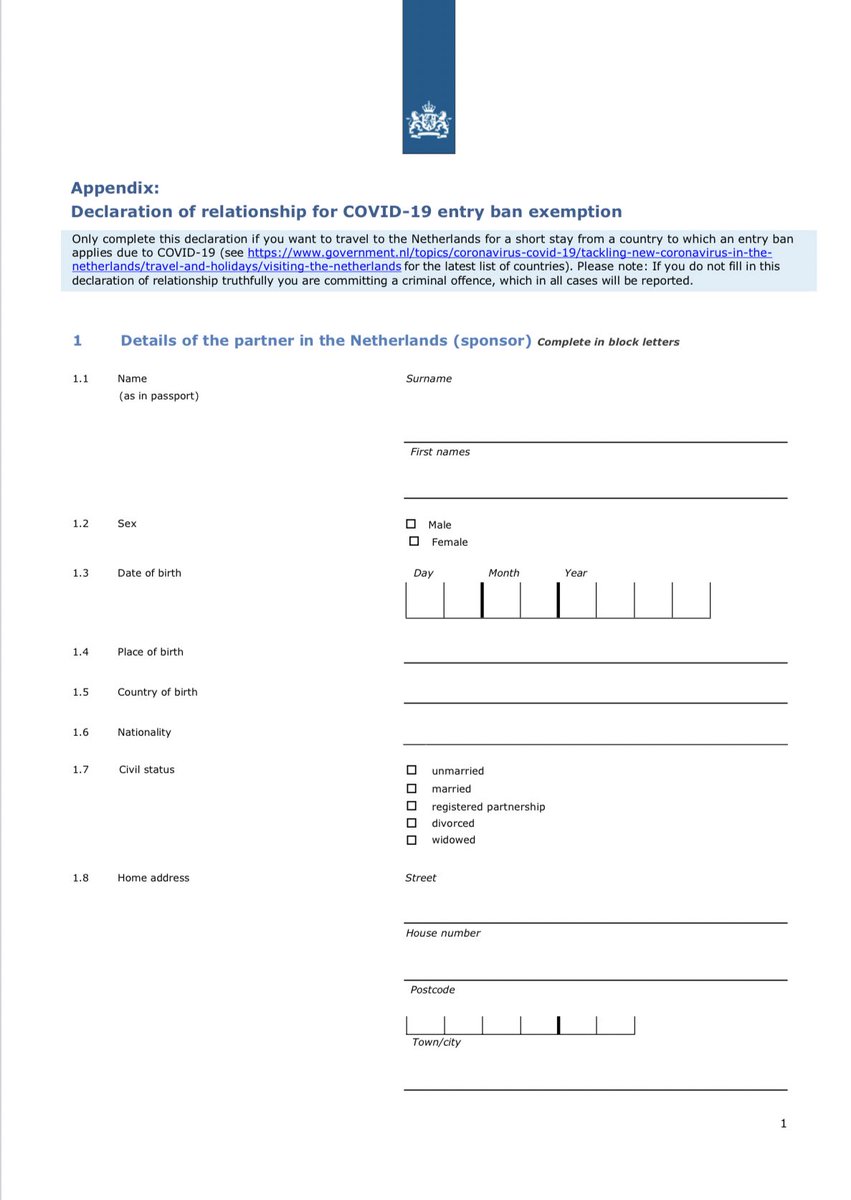 Appendix:
Declaration of relationship for COVID-19 entry ban exemption
Only complete this declaration if you want to travel to the Netherlands for a short stay from a country to which an entry ban
applies due to COVID-19 (see https://www.government.nl/topics/coronavirus-covid-19/tackling-new-coronavirus-in-the-
netherlands/travel-and-holidays/visiting-the-netherlands for the latest list of countries). Please note: If you do not fill in this
declaration of relationship truthfully you are committing a criminal offence, which in all cases will be reported.
1 Details of the partner in the Netherlands (sponsor) Complete in block letters
1.1 Name Surname
(as in passport)
First names
1.2 Sex Male
Female
1.3 Date of birth Day Month Year
1.4 Place of birth
1.5 Country of birth
1.6 Nationality
1.7 Civil status unmarried
married
registered partnership
divorced
widowed
1.8 Home address Street
House number
Postcode
Town/city
1